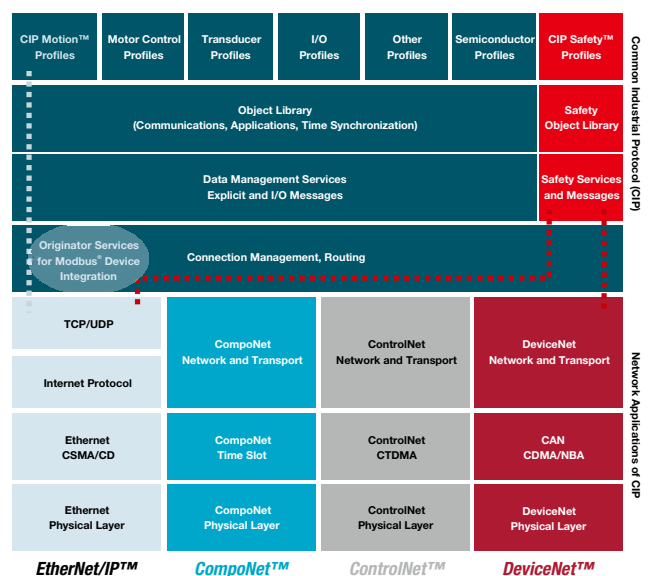 CIP Motion™
Profiles
Motor Control
Profiles
Transducer
Profiles
I/O
Profiles
Other
Profiles
Semiconductor
Profiles
CIP Safety™
Profiles
Common Industrial Protocol (CIP)
Object Library
(Communications, Applications, Time Synchronization)
Safety
Object Library
Data Management Services
Explicit and I/O Messages
Safety Services
and Messages
Originator Services
for Modbus® Device
Integration
Connection Management, Routing
TCP/UDP
Internet Protocol
CompoNet
Network and Transport
ControlNet
Network and Transport
DeviceNet
Network and Transport
Network Applications of CIP
Ethernet
CSMA/CD
CompoNet
Time Slot
ControlNet
CTDMA
CAN
CDMA/NBA
Ethernet
Physical Layer
CompoNet
Physical Layer
ControlNet
Physical Layer
DeviceNet
Physical Layer
EtherNet/IP™
CompoNet™
ControlNet™
DeviceNet™